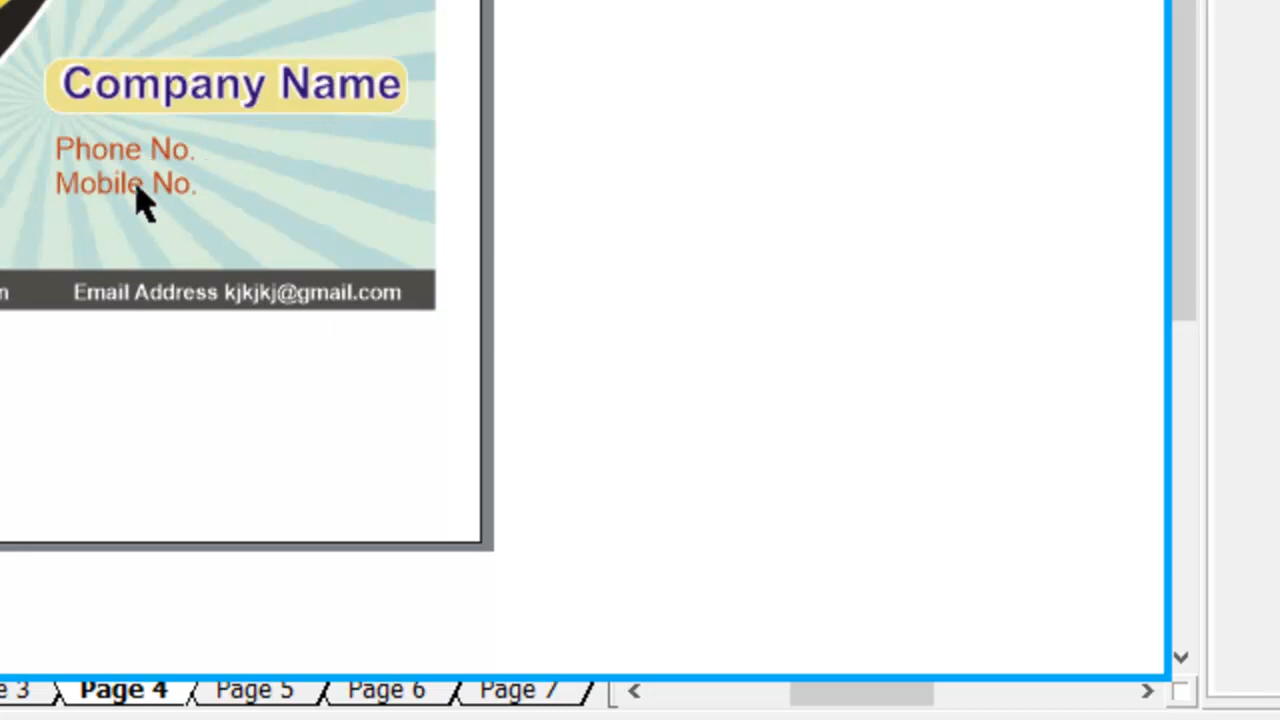 Company Name
Phone No.
Mobile No.
Email Address kjkjkj@gmail.com
3 Page 4 Page 5 Page 6 Page 7